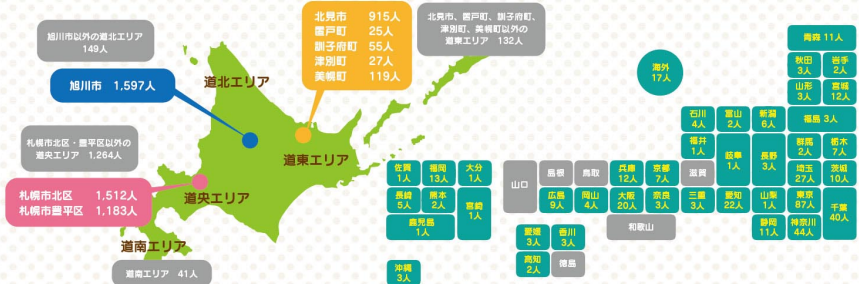 旭川市以外の道北エリア
149人
旭川市 1,597人
道北エリア
北見市 915人
置戸町 25人
訓子府町 55人
津別町 27人
美幌町 119人
北見市、置戸町、訓子府町、
津別町、美幌町以外の
道東エリア 132人
道東エリア
札幌市北区・豊平区以外の
道央エリア 1,264人
札幌市北区 1,512人
札幌市豊平区 1,183人
道央エリア
道南エリア
道南エリア 41人
海外
17人
青森 11人
秋田
3人
岩手
2人
山形
3人
宮城
12人
福島 3人
石川
4人
富山
2人
新潟
6人
福井
1人
岐阜
1人
長野
3人
群馬
2人
栃木
7人
埼玉
27人
茨城
10人
山梨
1人
東京
87人
千葉
40人
静岡
11人
神奈川
44人
愛知
22人
三重
3人
滋賀
京都
7人
奈良
3人
兵庫
12人
大阪
20人
和歌山
鳥取
岡山
4人
島根
広島
9人
山口
愛媛
3人
香川
3人
高知
2人
徳島
佐賀
1人
福岡
13人
大分
1人
長崎
5人
熊本
2人
宮崎
1人
鹿児島
1人
沖縄
3人